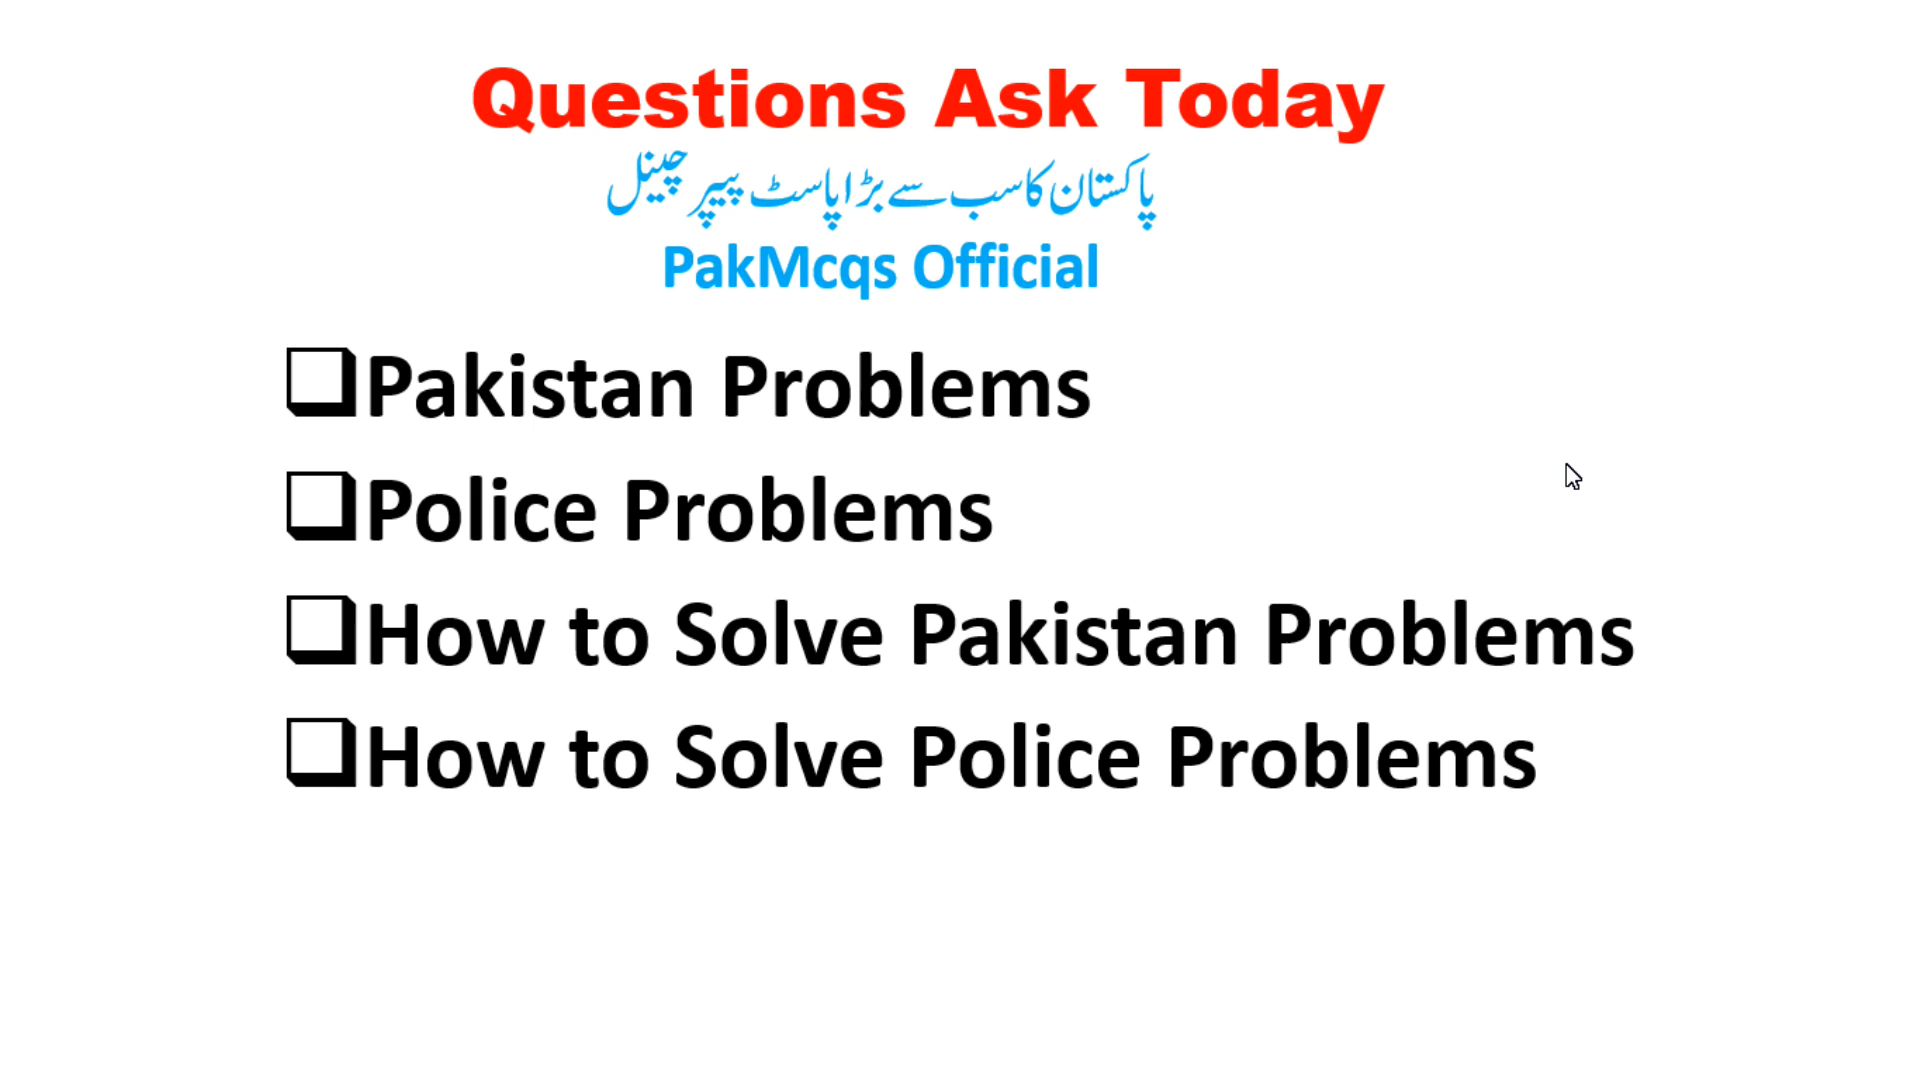 Questions Ask Today
پاکستان کا سب سے بڑا پاسٹ پیپر چینل
PakMcqs Official
❑Pakistan Problems
❑Police Problems
❑How to Solve Pakistan Problems
❑How to Solve Police Problems